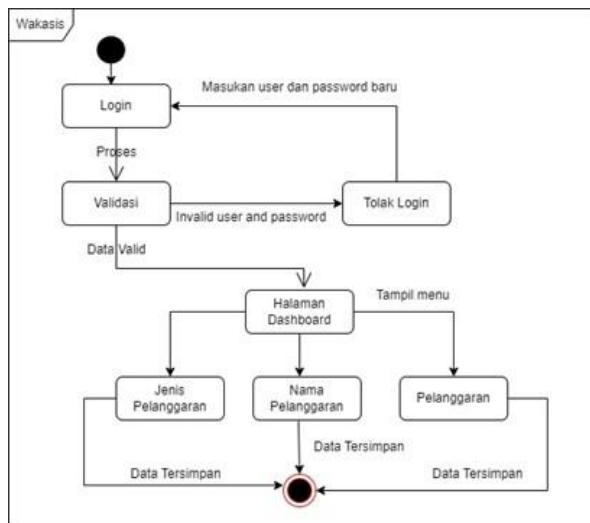 Wakasis
Masukan user dan password baru
Login
Proses
Validasi
Tolak Login
Invalid user and password
Data Valid
Halaman
Dashboard
Tampil menu
Jenis
Pelanggaran
Nama
Pelanggaran
Pelanggaran
Data Tersimpan
Data Tersimpan
Data Tersimpan